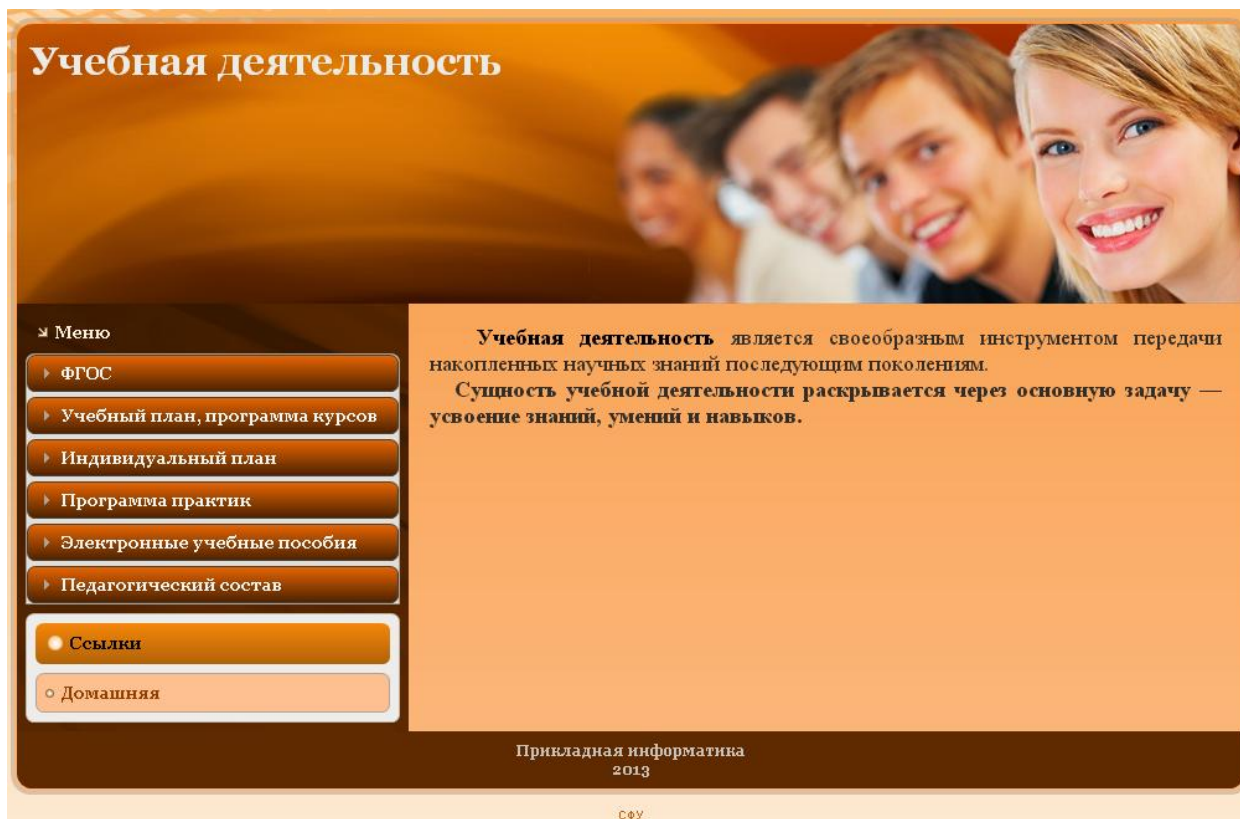 Учебная деятельность
Меню
ФГОС
Учебный план, программа курсов
Индивидуальный план
Программа практик
Электронные учебные пособия
Педагогический состав
Ссылки
Домашняя
Учебная деятельность является своеобразным инструментом передачи
накопленных научных знаний последующим поколениям.
Сущность учебной деятельности раскрывается через основную задачу —
усвоение знаний, умений и навыков.
Прикладная информатика
2013
СФУ